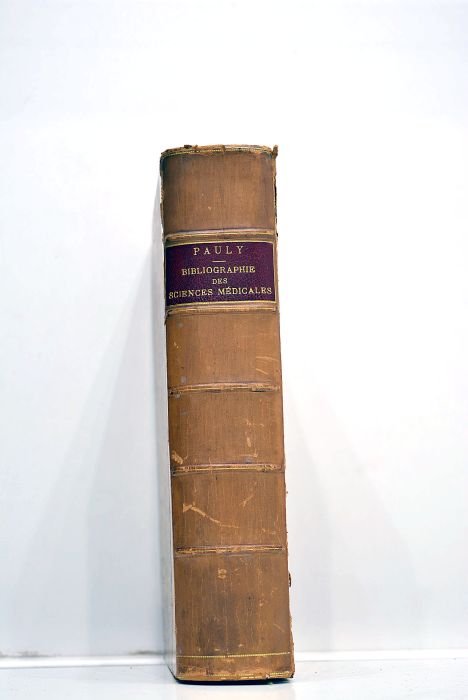 PAULY
BIBLIOGRAPHIE
DES
SCIENCES MÉDICALES